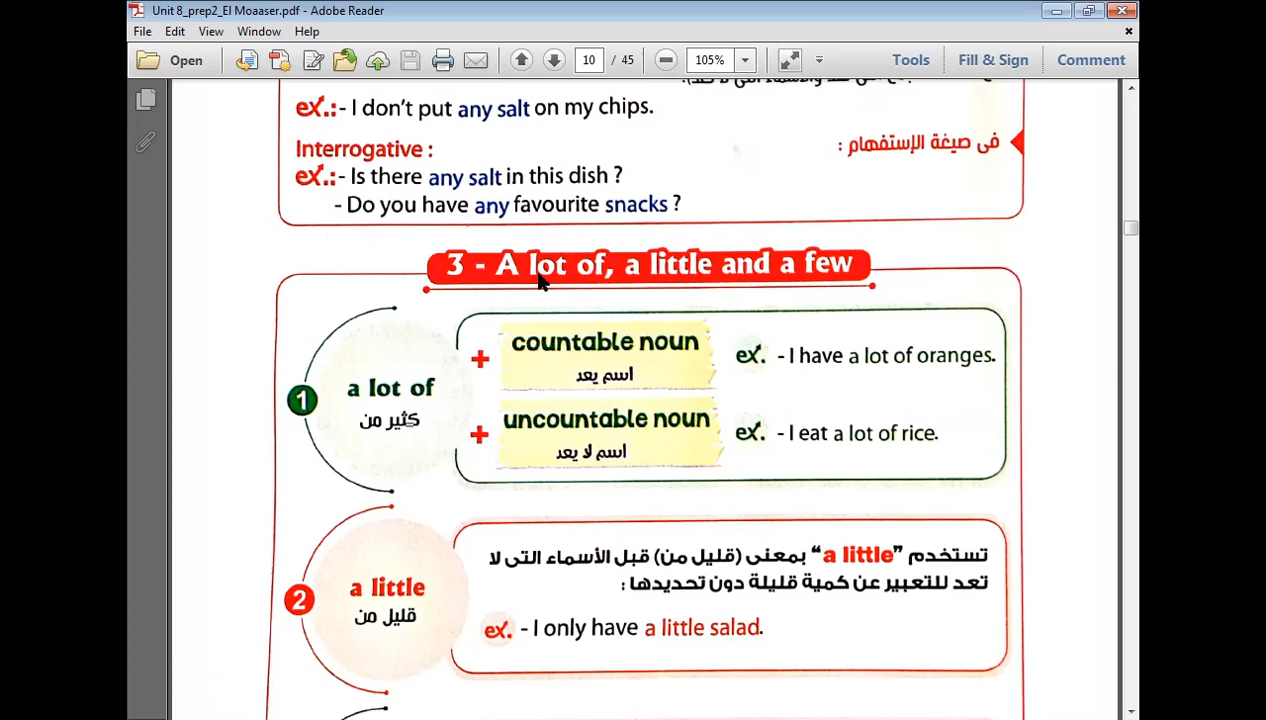 Unit 8_prep2_El Moaaser.pdf - Adobe Reader
File Edit View Window Help
Open 10 / 45 105% Tools Fill & Sign Comment
ex.:- I don't put any salt on my chips.
Interrogative :
فى صيغة الإستفهام :
ex.:- Is there any salt in this dish ?
- Do you have any favourite snacks ?
3 - A lot of, a little and a few
1
a lot of
كثير من
+ countable noun
اسم يعد
ex. - I have a lot of oranges.
+ uncountable noun
اسم لا يعد
ex. - I eat a lot of rice.
2
a little
قليل من
تستخدم “a little” بمعنى (قليل من) قبل الأسماء التى لا
تعد للتعبير عن كمية قليلة دون تحديدها :
ex. - I only have a little salad.